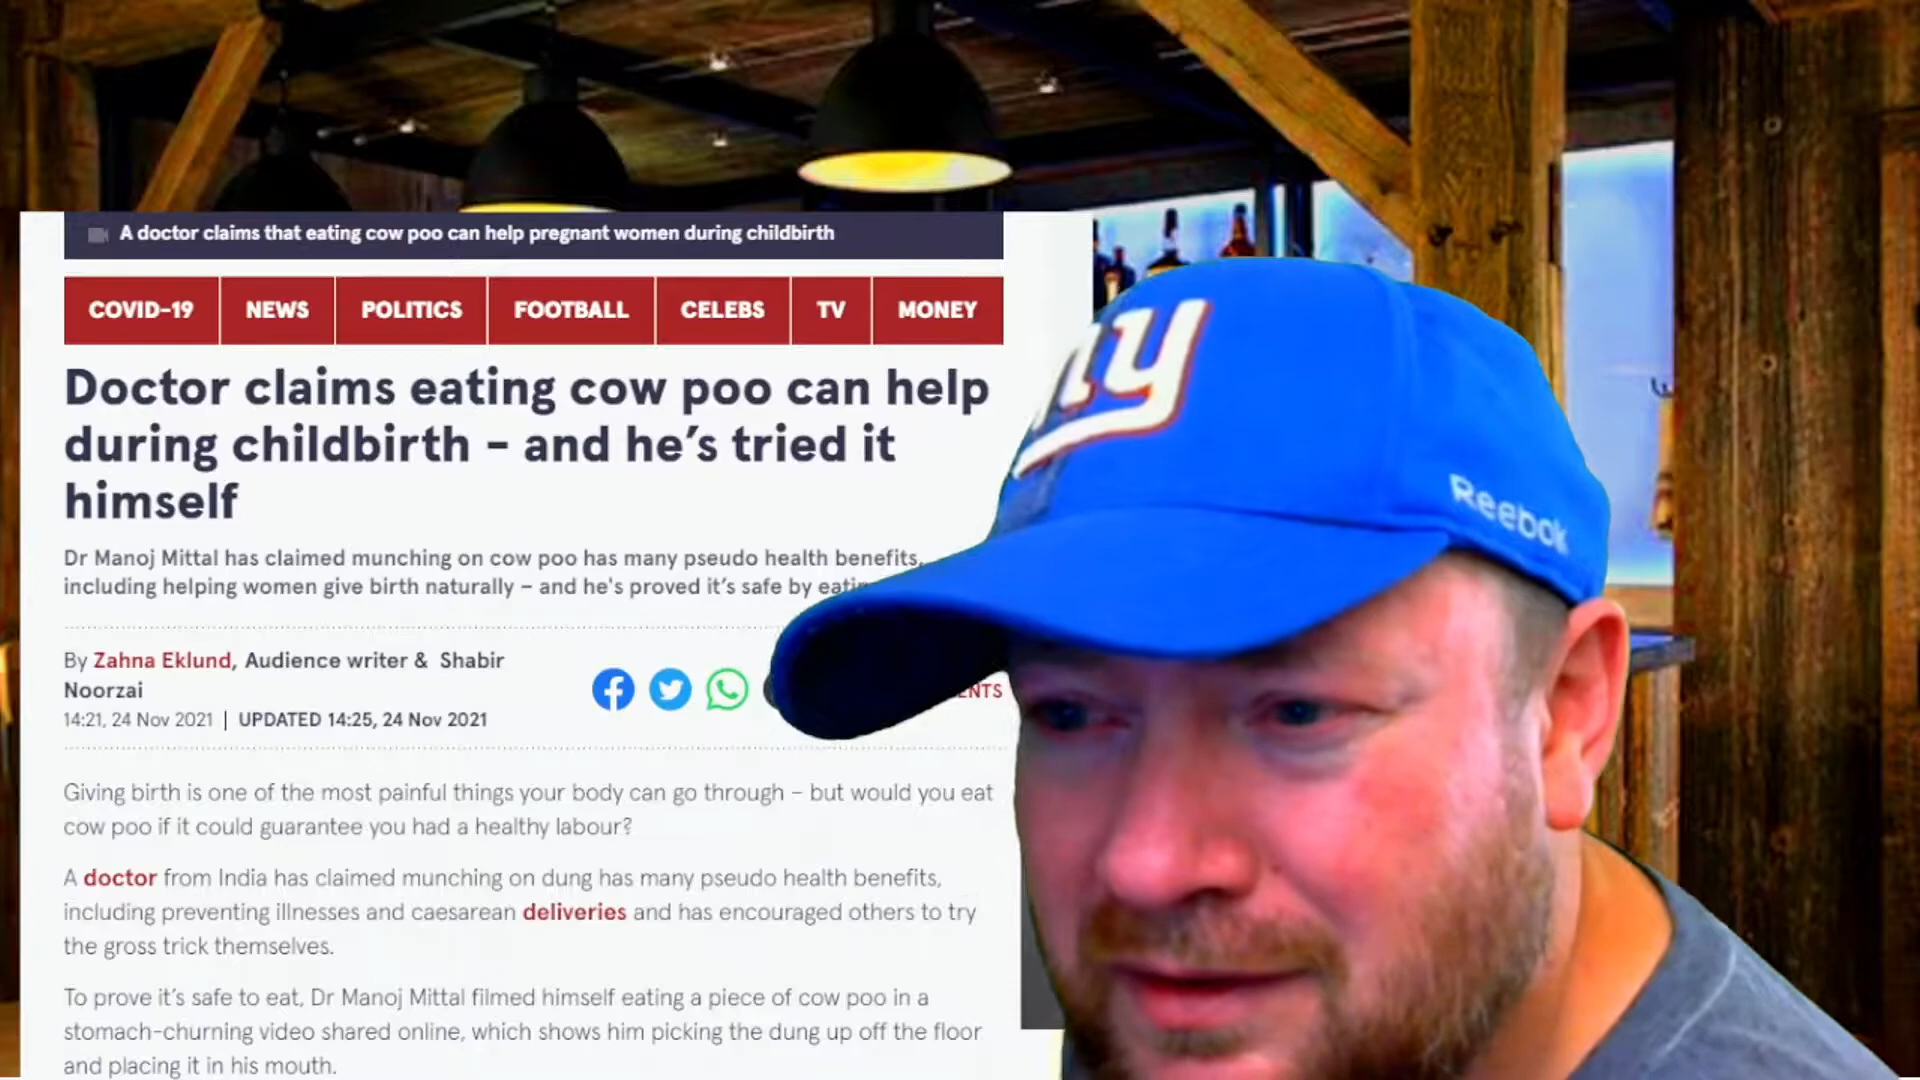 A doctor claims that eating cow poo can help pregnant women during childbirth
COVID-19 NEWS POLITICS FOOTBALL CELEBS TV MONEY
Doctor claims eating cow poo can help
during childbirth – and he's tried it
himself
Dr Manoj Mittal has claimed munching on cow poo has many pseudo health benefits,
including helping women give birth naturally – and he's proved it's safe by
By Zahna Eklund, Audience writer & Shabir
Noorzai
14:21, 24 Nov 2021 | UPDATED 14:25, 24 Nov 2021
Giving birth is one of the most painful things your body can go through – but would you eat
cow poo if it could guarantee you had a healthy labour?
A doctor from India has claimed munching on dung has many pseudo health benefits,
including preventing illnesses and caesarean deliveries and has encouraged others to try
the gross trick themselves.
To prove it's safe to eat, Dr Manoj Mittal filmed himself eating a piece of cow poo in a
stomach-churning video shared online, which shows him picking the dung up off the floor
and placing it in his mouth.
ny
Reebok